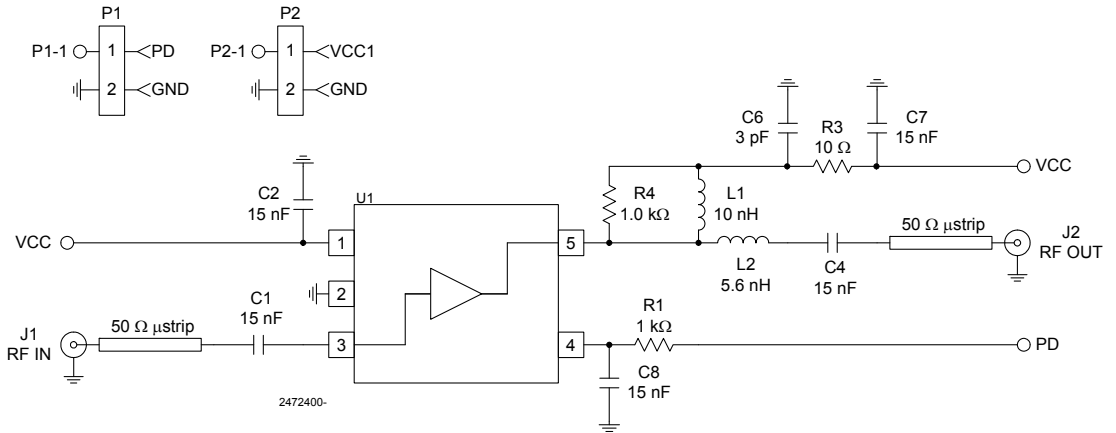 P1
P2
P1-1
1
PD
P2-1
1
VCC1
2
GND
2
GND
C6
3 pF
R3
10 Ω
C7
15 nF
VCC
C2
15 nF
U1
R4
1.0 kΩ
L1
10 nH
VCC
1
5
50 Ω µstrip
J2
RF OUT
L2
5.6 nH
C4
15 nF
2
C1
15 nF
R1
1 kΩ
J1
RF IN
50 Ω µstrip
3
4
PD
C8
15 nF
2472400-